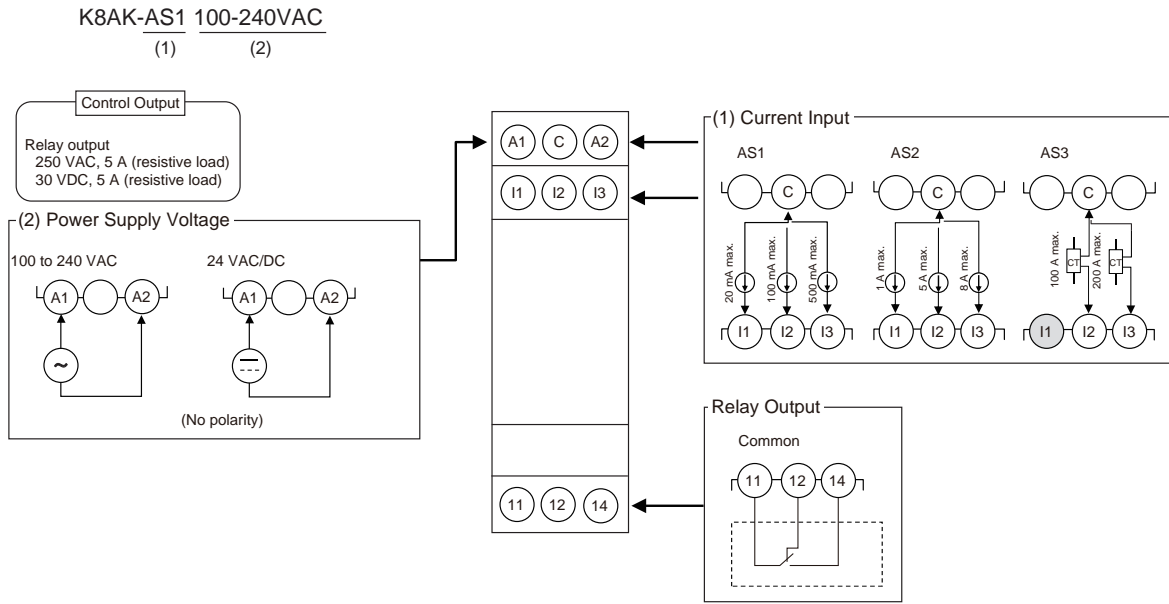 K8AK-AS1 100-240VAC
(1) (2)
Control Output
Relay output
250 VAC, 5 A (resistive load)
30 VDC, 5 A (resistive load)
(2) Power Supply Voltage
100 to 240 VAC
24 VAC/DC
A1 A2
A1 A2
~
(No polarity)
A1 C A2
I1 I2 I3
11 12 14
(1) Current Input
AS1 AS2 AS3
C C C
20 mA max.
100 mA max.
500 mA max.
1 A max.
5 A max.
8 A max.
100 A max.
CT
200 A max.
CT
I1 I2 I3
I1 I2 I3
I1 I2 I3
Relay Output
Common
11 12 14